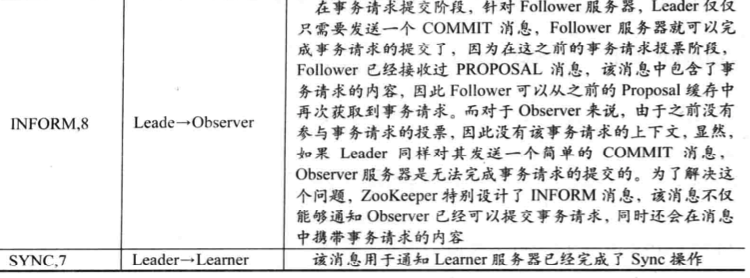 在事务请求提交阶段，针对 Follower 服务器，Leader 仅仅
只需要发送一个 COMMIT 消息，Follower 服务器就可以完
成事务请求的提交了，因为在这之前的事务请求投票阶段，
Follower 已经接收过 PROPOSAL 消息，该消息中包含了事
务请求的内容，因此 Follower 可以从之前的 Proposal 缓存中
再次获取到事务请求。而对于 Observer 来说，由于之前没有
参与事务请求的投票，因此没有该事务请求的上下文，显然，
如果 Leader 同样对其发送一个简单的 COMMIT 消息，
Observer 服务器是无法完成事务请求的提交的。为了解决这
个问题，ZooKeeper 特别设计了 INFORM 消息，该消息不仅
能够通知 Observer 已经可以提交事务请求，同时还会在消息
中携带事务请求的内容
INFORM,8
Leade→Observer
SYNC,7
Leader→Learner
该消息用于通知 Learner 服务器已经完成了 Sync 操作